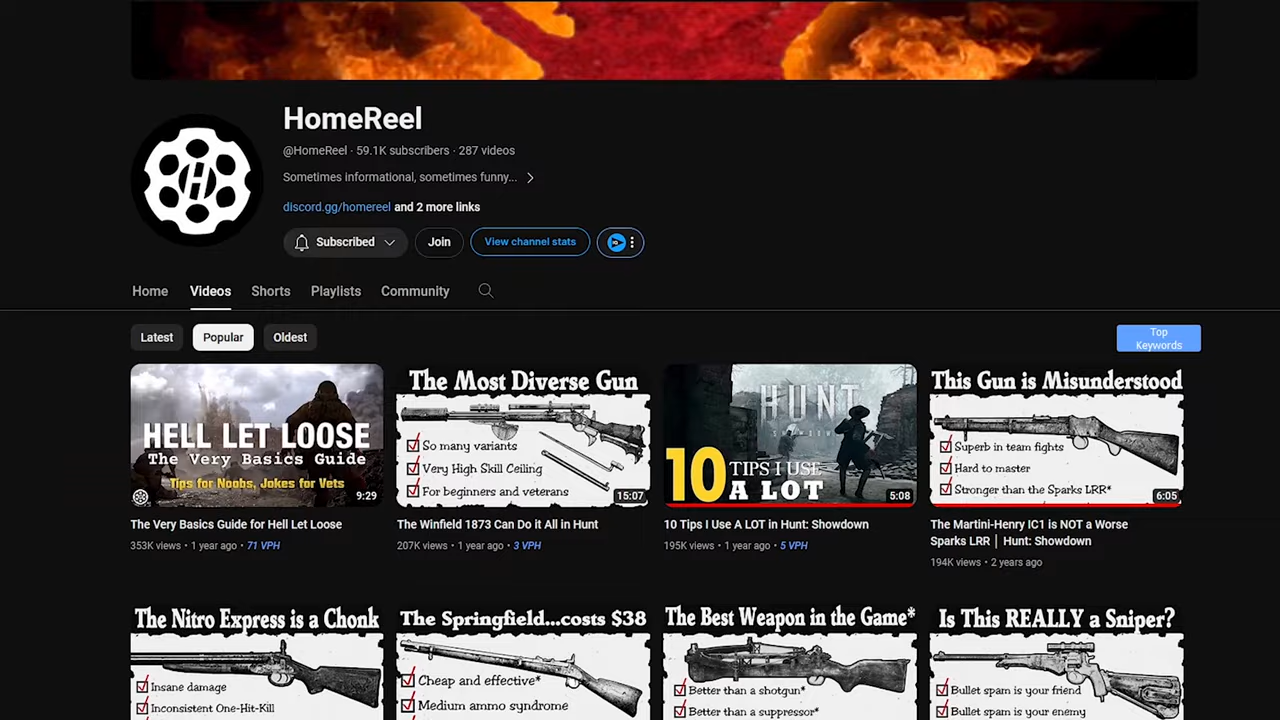 HomeReel
@HomeReel · 59.1K subscribers · 287 videos
Sometimes informational, sometimes funny...
discord.gg/homereel and 2 more links
Subscribed
Join
View channel stats
Home
Videos
Shorts
Playlists
Community
Latest
Popular
Oldest
Top
Keywords
HELL LET LOOSE
The Very Basics Guide
Tips for Noobs, Jokes for Vets
9:29
The Very Basics Guide for Hell Let Loose
353K views • 1 year ago • 71 VPH
The Most Diverse Gun
So many variants
Very High Skill Ceiling
For beginners and veterans
15:07
The Winfield 1873 Can Do it All in Hunt
207K views • 1 year ago • 3 VPH
HUNT
SHOWDOWN
10 TIPS I USE
A LOT
5:08
10 Tips I Use A LOT in Hunt: Showdown
195K views • 1 year ago • 5 VPH
This Gun is Misunderstood
Superb in team fights
Hard to master
Stronger than the Sparks LRR*
6:05
The Martini-Henry IC1 is NOT a Worse
Sparks LRR | Hunt: Showdown
194K views • 2 years ago
The Nitro Express is a Chonk
Insane damage
Inconsistent One-Hit-Kill
The Springfield...costs $38
Cheap and effective*
Medium ammo syndrome
The Best Weapon in the Game*
Better than a shotgun*
Better than a suppressor*
Is This REALLY a Sniper?
Bullet spam is your friend
Bullet spam is your enemy